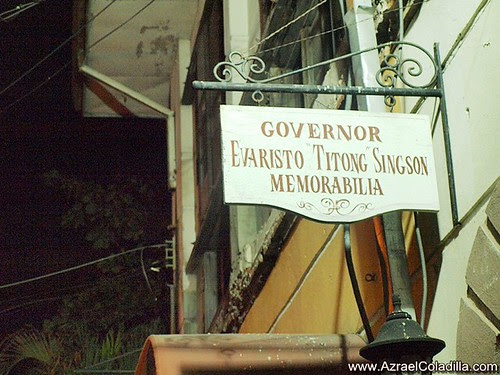 GOVERNOR
EVARISTO "TITONG" SINGSON
MEMORABILIA
www.AzraelColadilla.com